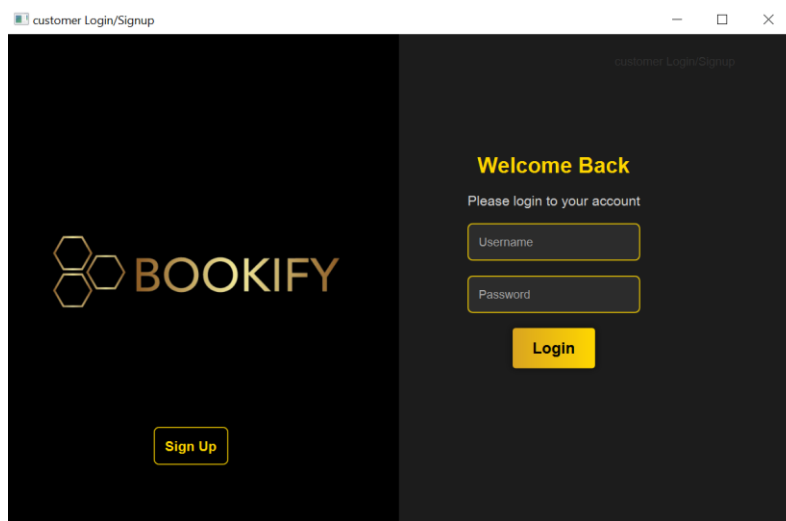 customer Login/Signup
customer Login/Signup
BOOKIFY
Sign Up
Welcome Back
Please login to your account
Username
Password
Login